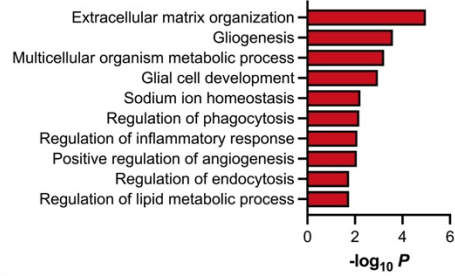 Extracellular matrix organization
Gliogenesis
Multicellular organism metabolic process
Glial cell development
Sodium ion homeostasis
Regulation of phagocytosis
Regulation of inflammatory response
Positive regulation of angiogenesis
Regulation of endocytosis
Regulation of lipid metabolic process
0 2 4 6
-log10 P